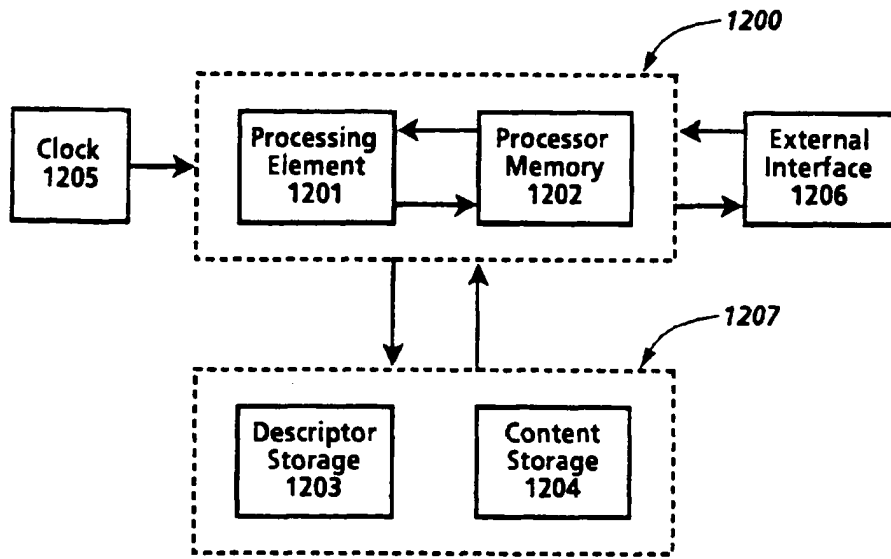 1200
Clock
1205
Processing
Element
1201
Processor
Memory
1202
External
Interface
1206
1207
Descriptor
Storage
1203
Content
Storage
1204